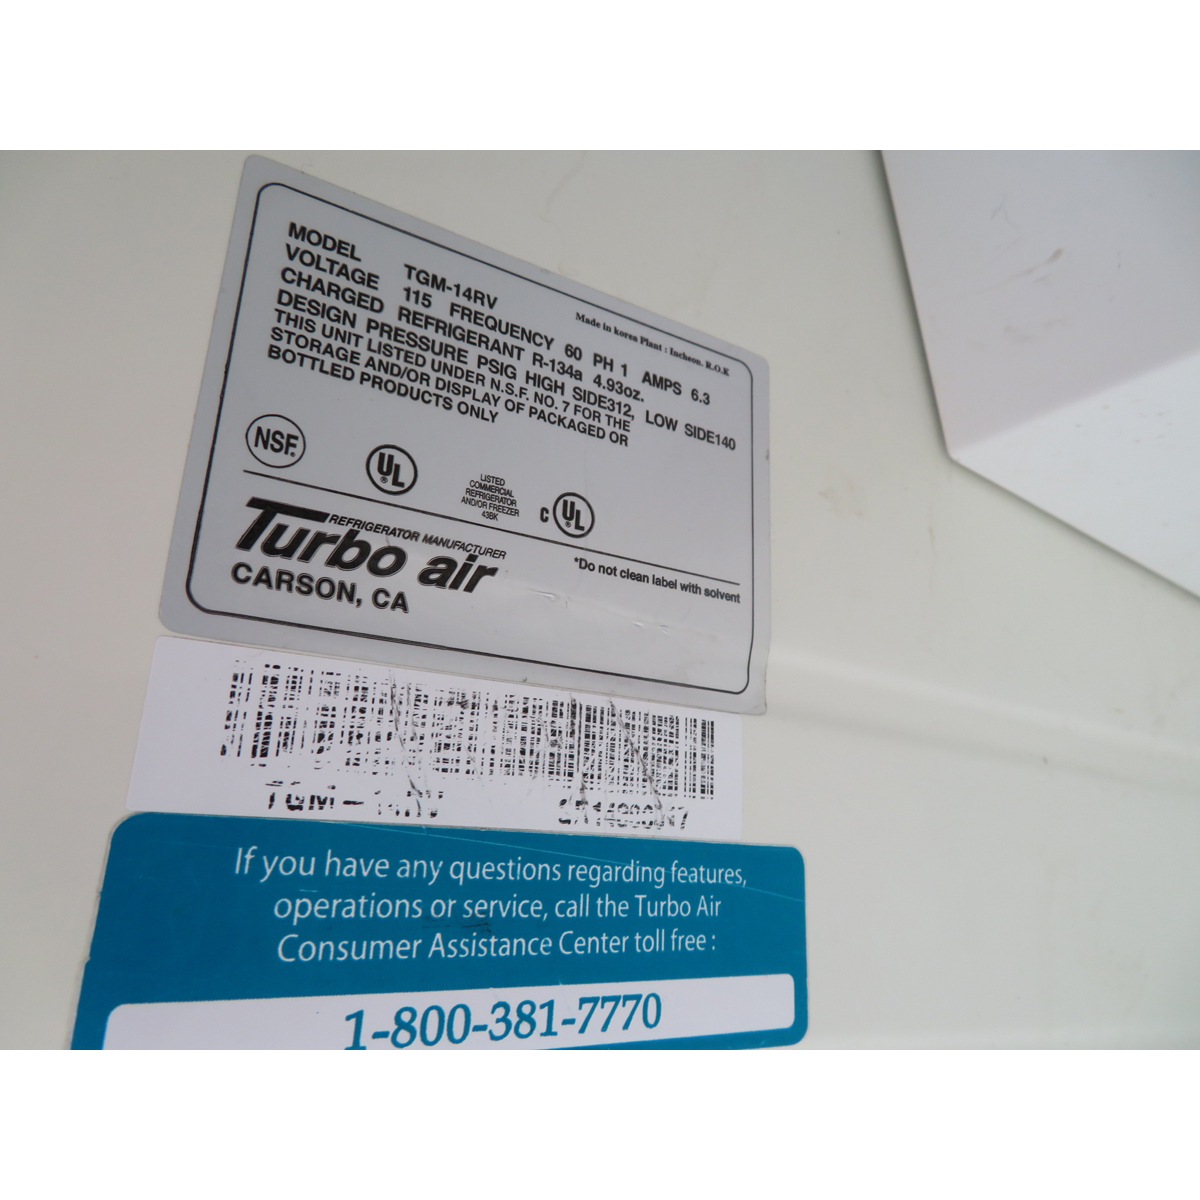 MODEL TGM-14RV
Made in korea Plant : Incheon. R.O.K
VOLTAGE 115 FREQUENCY 60 PH 1 AMPS 6.3
CHARGED REFRIGERANT R-134a 4.93oz.
DESIGN PRESSURE PSIG HIGH SIDE312, LOW SIDE140
THIS UNIT LISTED UNDER N.S.F. NO. 7 FOR THE
STORAGE AND/OR DISPLAY OF PACKAGED OR
BOTTLED PRODUCTS ONLY
NSF.
UL
LISTED
COMMERCIAL
REFRIGERATOR
AND/OR FREEZER
43BK
C UL
REFRIGERATOR MANUFACTURER
Turbo air
CARSON, CA
*Do not clean label with solvent
If you have any questions regarding features,
operations or service, call the Turbo Air
Consumer Assistance Center toll free :
1-800-381-7770